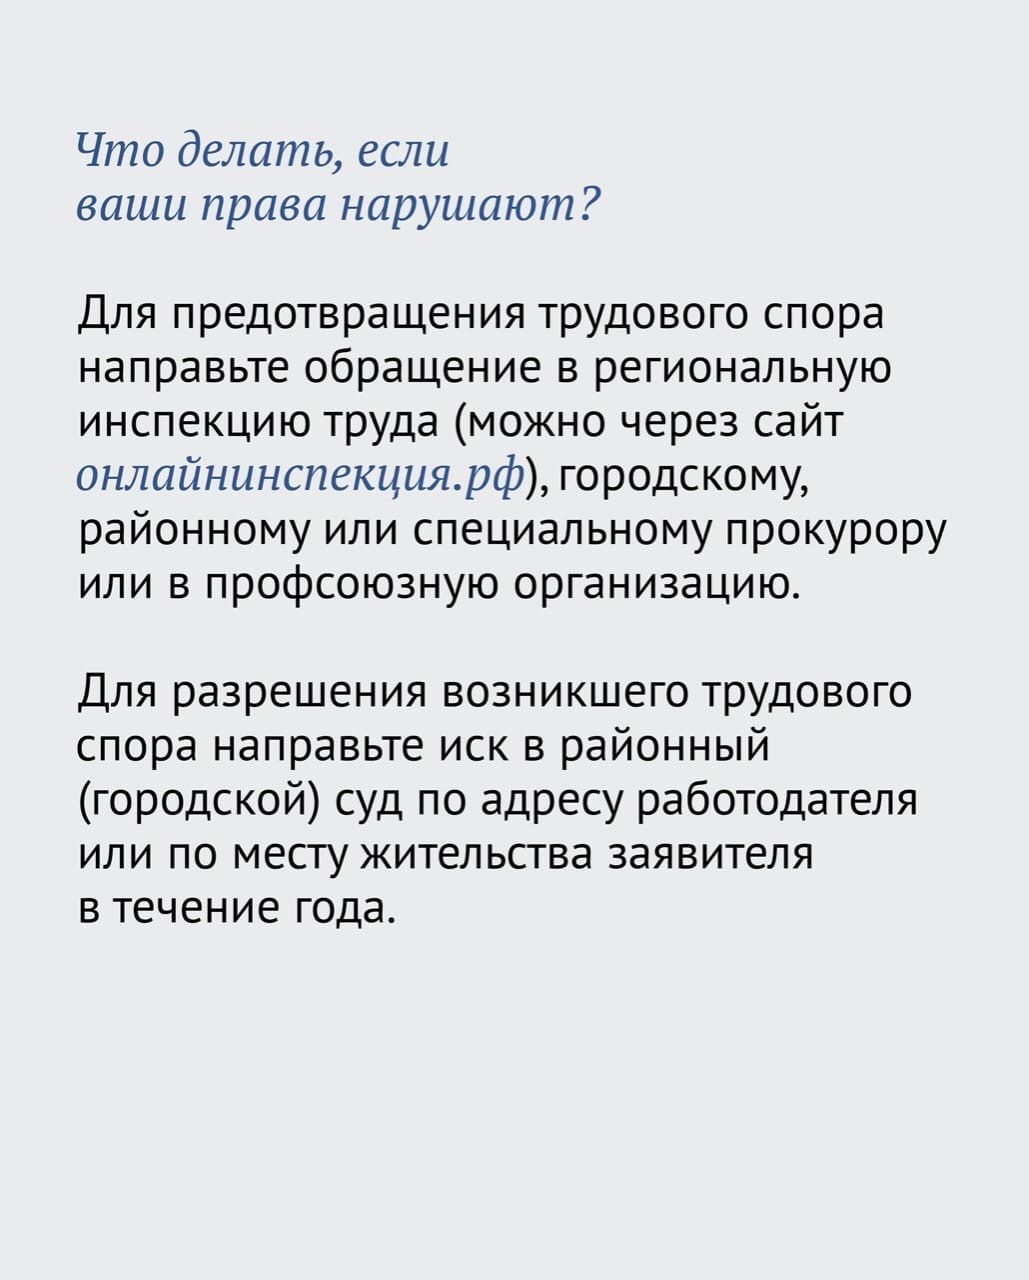 Что делать, если
ваши права нарушают?
Для предотвращения трудового спора
направьте обращение в региональную
инспекцию труда (можно через сайт
онлайнинспекция.рф), городскому,
районному или специальному прокурору
или в профсоюзную организацию.
Для разрешения возникшего трудового
спора направьте иск в районный
(городской) суд по адресу работодателя
или по месту жительства заявителя
в течение года.